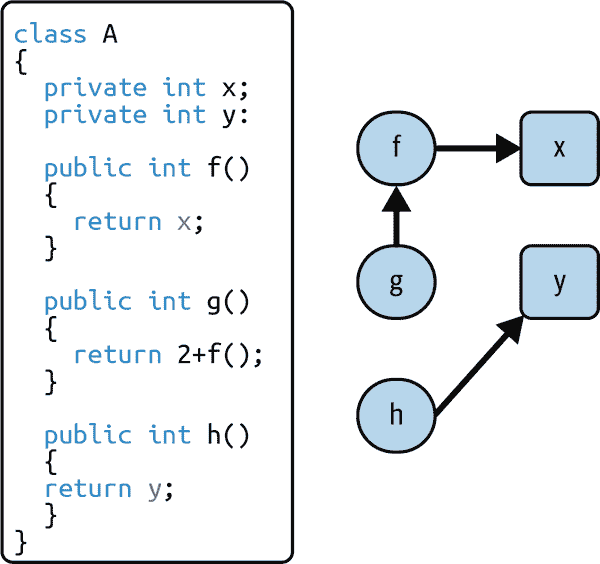 class A
{
private int x;
private int y:
public int f()
{
return x;
}
public int g()
{
return 2+f();
}
public int h()
{
return y;
}
}
f
x
g
y
h